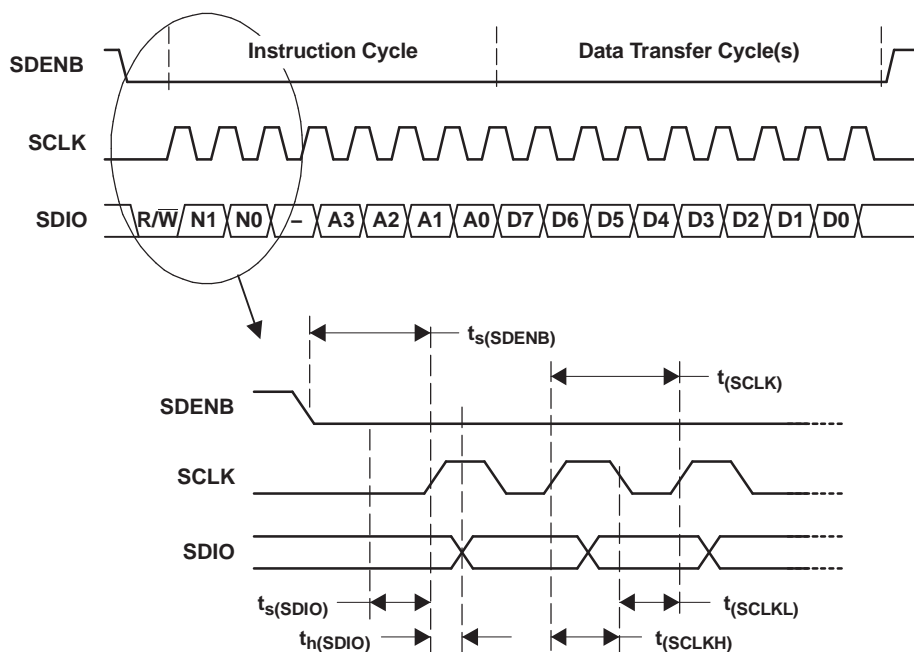 Instruction Cycle Data Transfer Cycle(s)
SDENB
SCLK
SDIO R/W̅ N1 N0 – A3 A2 A1 A0 D7 D6 D5 D4 D3 D2 D1 D0
ts(SDENB)
t(SCLK)
SDENB
SCLK
SDIO
ts(SDIO) t(SCLKL)
th(SDIO) t(SCLKH)